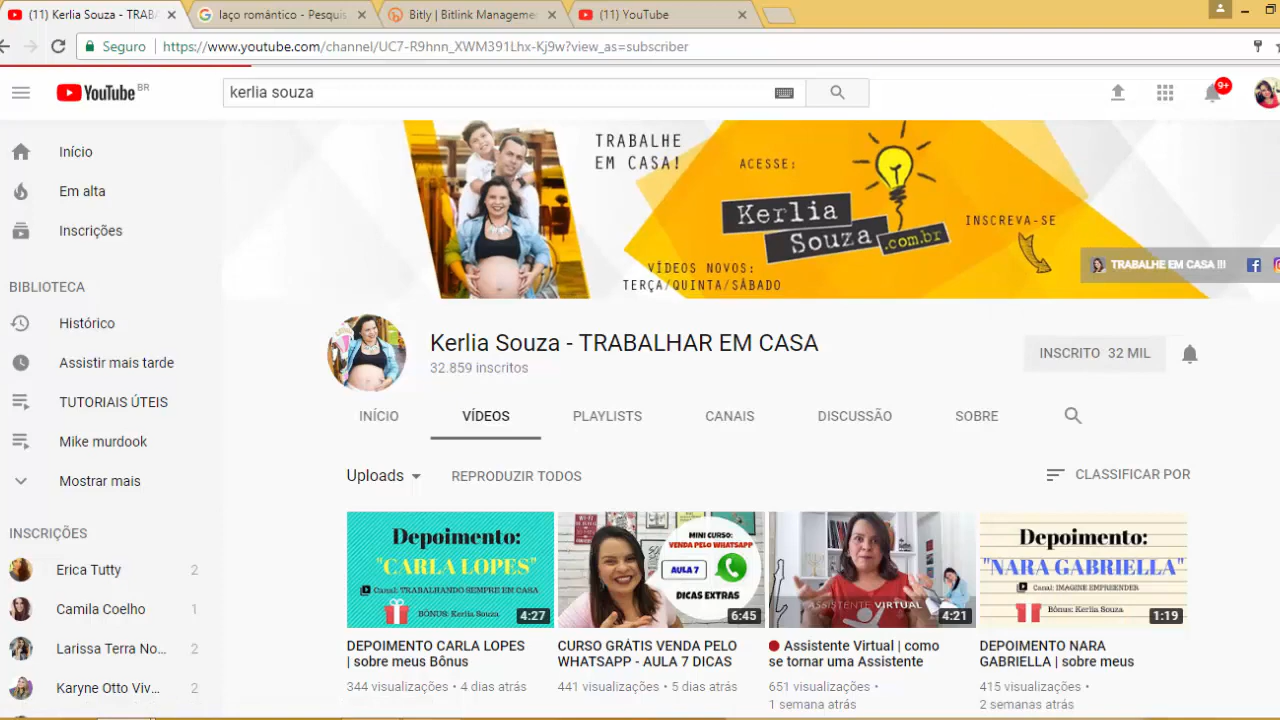 (11) Kerlia Souza - TRAB
laço romântico - Pesquis
Bitly | Bitlink Manageme
(11) YouTube
Seguro
https://www.youtube.com/channel/UC7-R9hnn_XWM391Lhx-Kj9w?view_as=subscriber
YouTube BR
kerlia souza
9+
Início
Em alta
Inscrições
BIBLIOTECA
Histórico
Assistir mais tarde
TUTORIAIS ÚTEIS
Mike murdook
Mostrar mais
INSCRIÇÕES
Erica Tutty 2
Camila Coelho 1
Larissa Terra No... 2
Karyne Otto Viv... 2
TRABALHE
EM CASA!
ACESSE:
Kerlia
Souza
.com.br
INSCREVA-SE
VÍDEOS NOVOS:
TERÇA/QUINTA/SÁBADO
TRABALHE EM CASA !!!
Kerlia Souza - TRABALHAR EM CASA
32.859 inscritos
INSCRITO 32 MIL
INÍCIO
VÍDEOS
PLAYLISTS
CANAIS
DISCUSSÃO
SOBRE
Uploads
REPRODUZIR TODOS
CLASSIFICAR POR
Depoimento:
"CARLA LOPES"
Canal: TRABALHANDO SEMPRE EM CASA
BÔNUS: Kerlia Souza
4:27
DEPOIMENTO CARLA LOPES
| sobre meus Bônus
344 visualizações • 4 dias atrás
MINI CURSO:
VENDA PELO WHATSAPP
AULA 7
DICAS EXTRAS
6:45
CURSO GRÁTIS VENDA PELO
WHATSAPP - AULA 7 DICAS
441 visualizações • 5 dias atrás
ASSISTENTE VIRTUAL
4:21
Assistente Virtual | como
se tornar uma Assistente
651 visualizações •
1 semana atrás
Depoimento:
"NARA GABRIELLA"
Canal: IMAGINE EMPREENDER
BÔNUS: Kerlia Souza
1:19
DEPOIMENTO NARA
GABRIELLA | sobre meus
415 visualizações •
2 semanas atrás